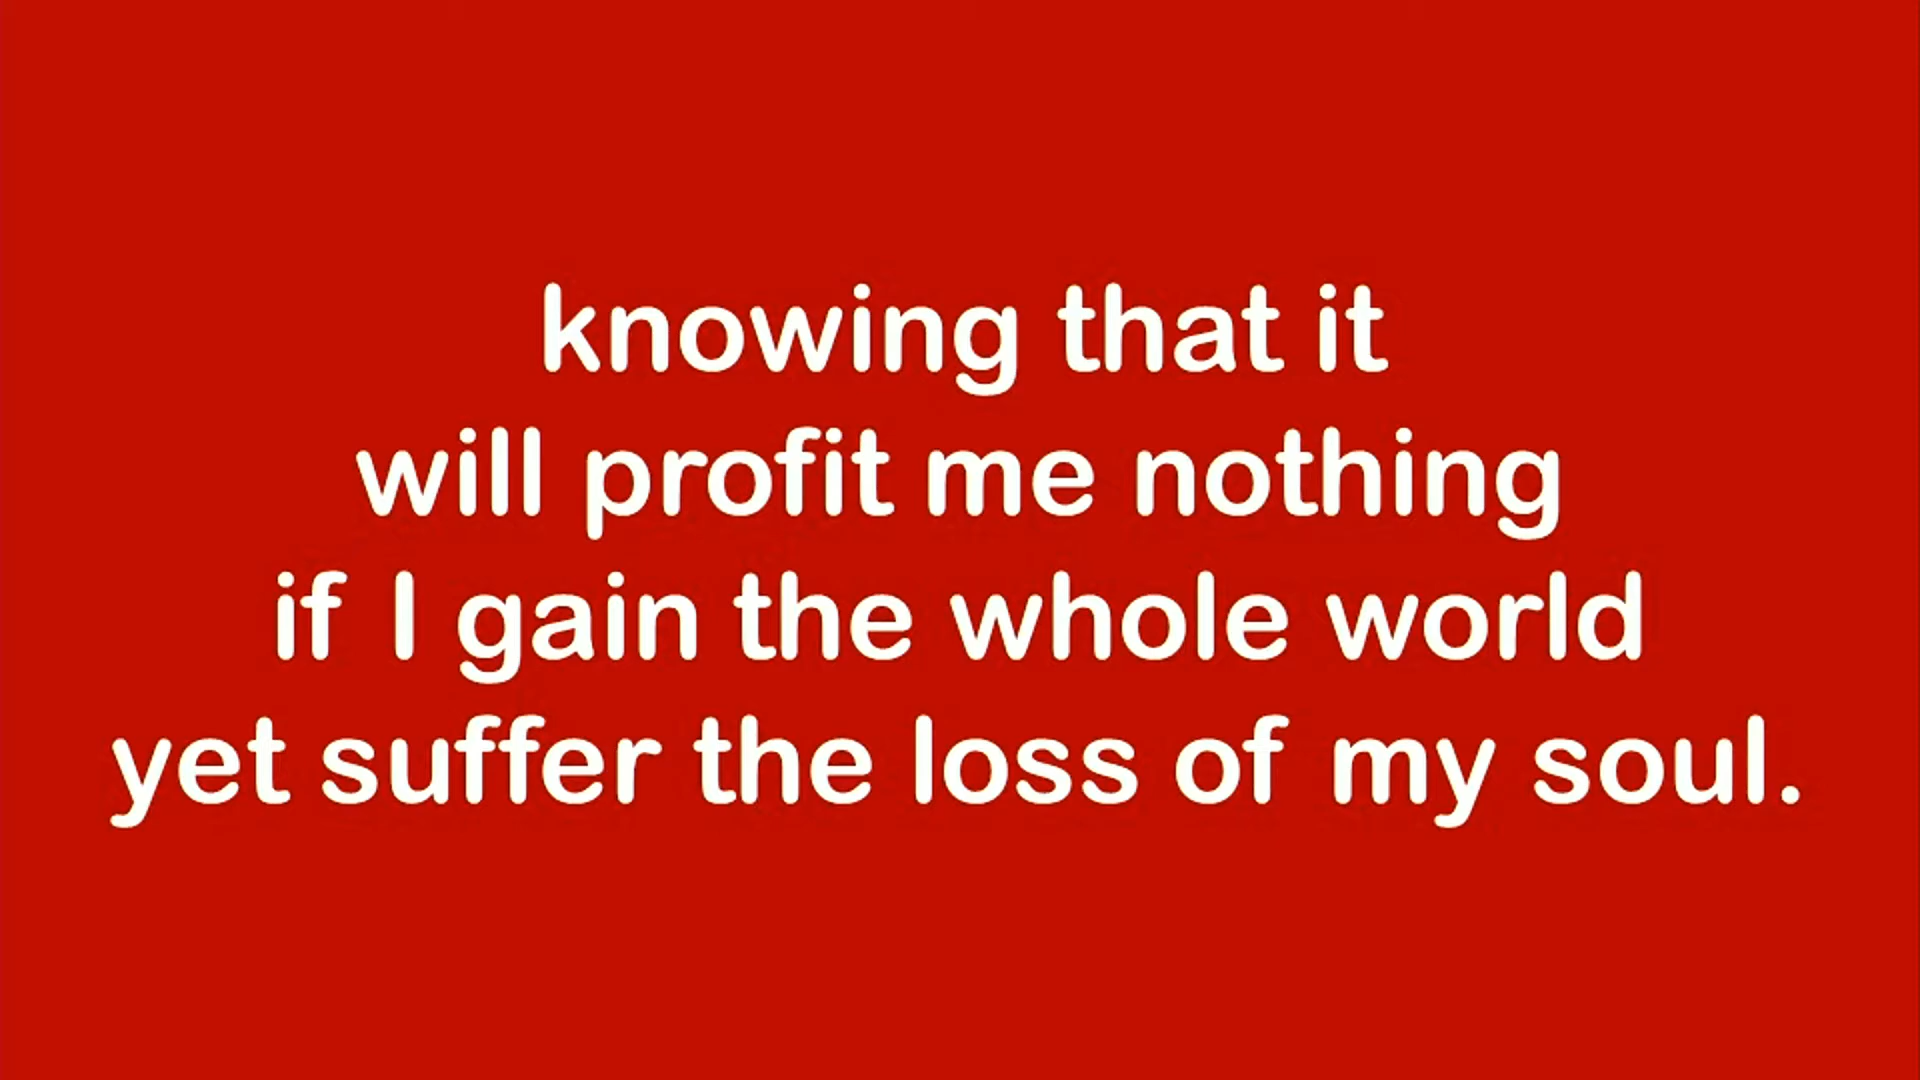 knowing that it
will profit me nothing
if I gain the whole world
yet suffer the loss of my soul.